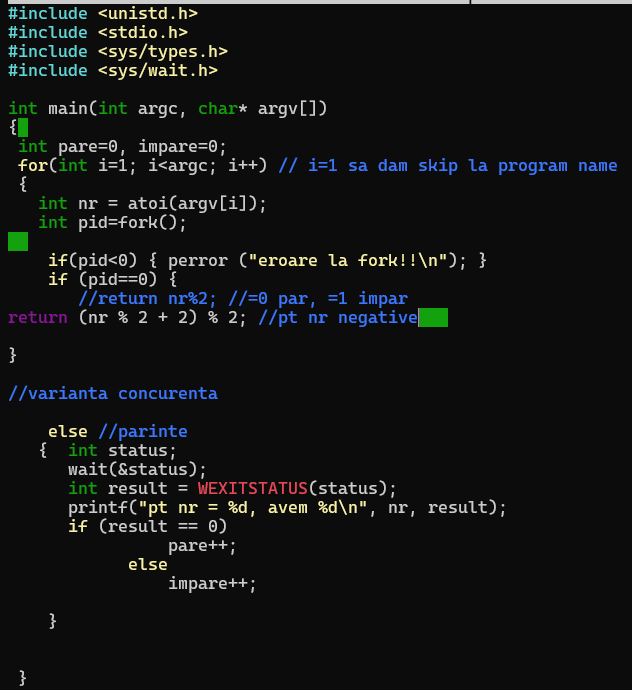 #include <unistd.h>
#include <stdio.h>
#include <sys/types.h>
#include <sys/wait.h>
int main(int argc, char* argv[])
{
int pare=0, impare=0;
for(int i=1; i<argc; i++) // i=1 sa dam skip la program name
{
int nr = atoi(argv[i]);
int pid=fork();
if(pid<0) { perror ("eroare la fork!!\n"); }
if (pid==0) {
//return nr%2; //=0 par, =1 impar
return (nr % 2 + 2) % 2; //pt nr negative
}
//varianta concurenta
else //parinte
{ int status;
wait(&status);
int result = WEXITSTATUS(status);
printf("pt nr = %d, avem %d\n", nr, result);
if (result == 0)
pare++;
else
impare++;
}
}